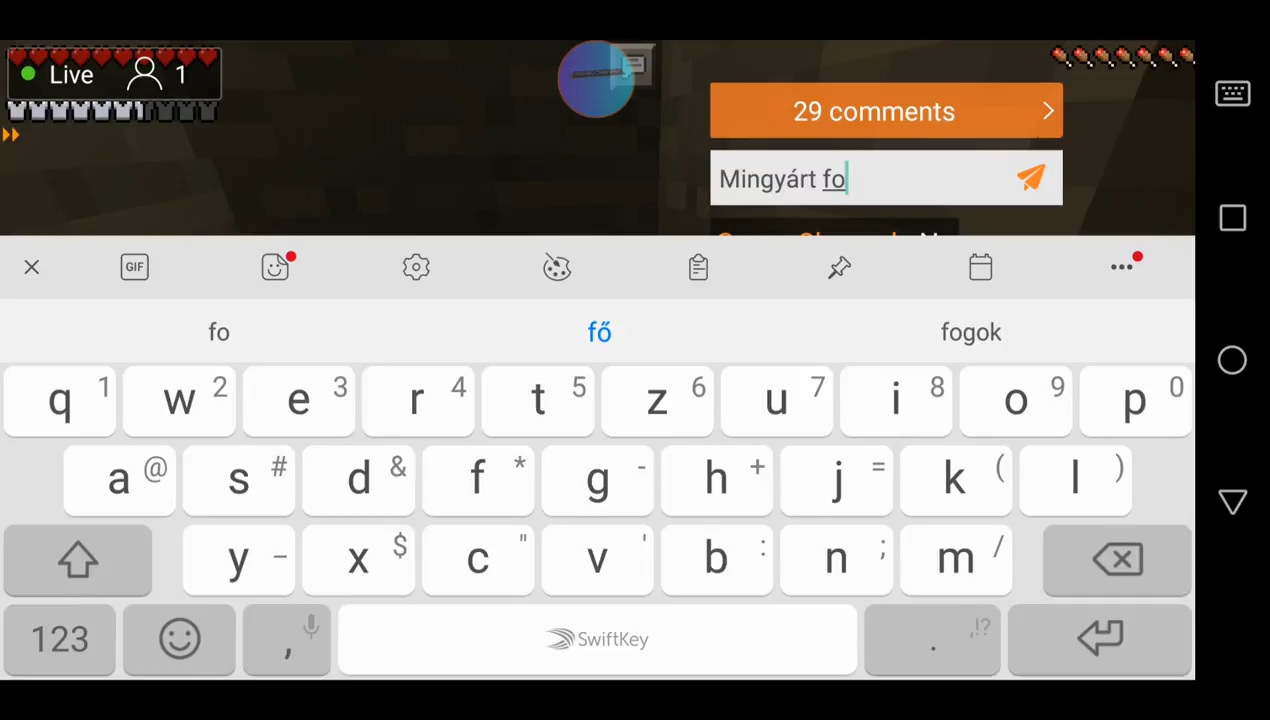 Live 1
29 comments
Mingyárt fo
GIF
fo fő fogok
q 1 w 2 e 3 r 4 t 5 z 6 u 7 i 8 o 9 p 0
a @ s # d & f * g - h + j = k ( l )
y _ x $ c " v ' b : n ; m /
123 , SwiftKey . ,!?